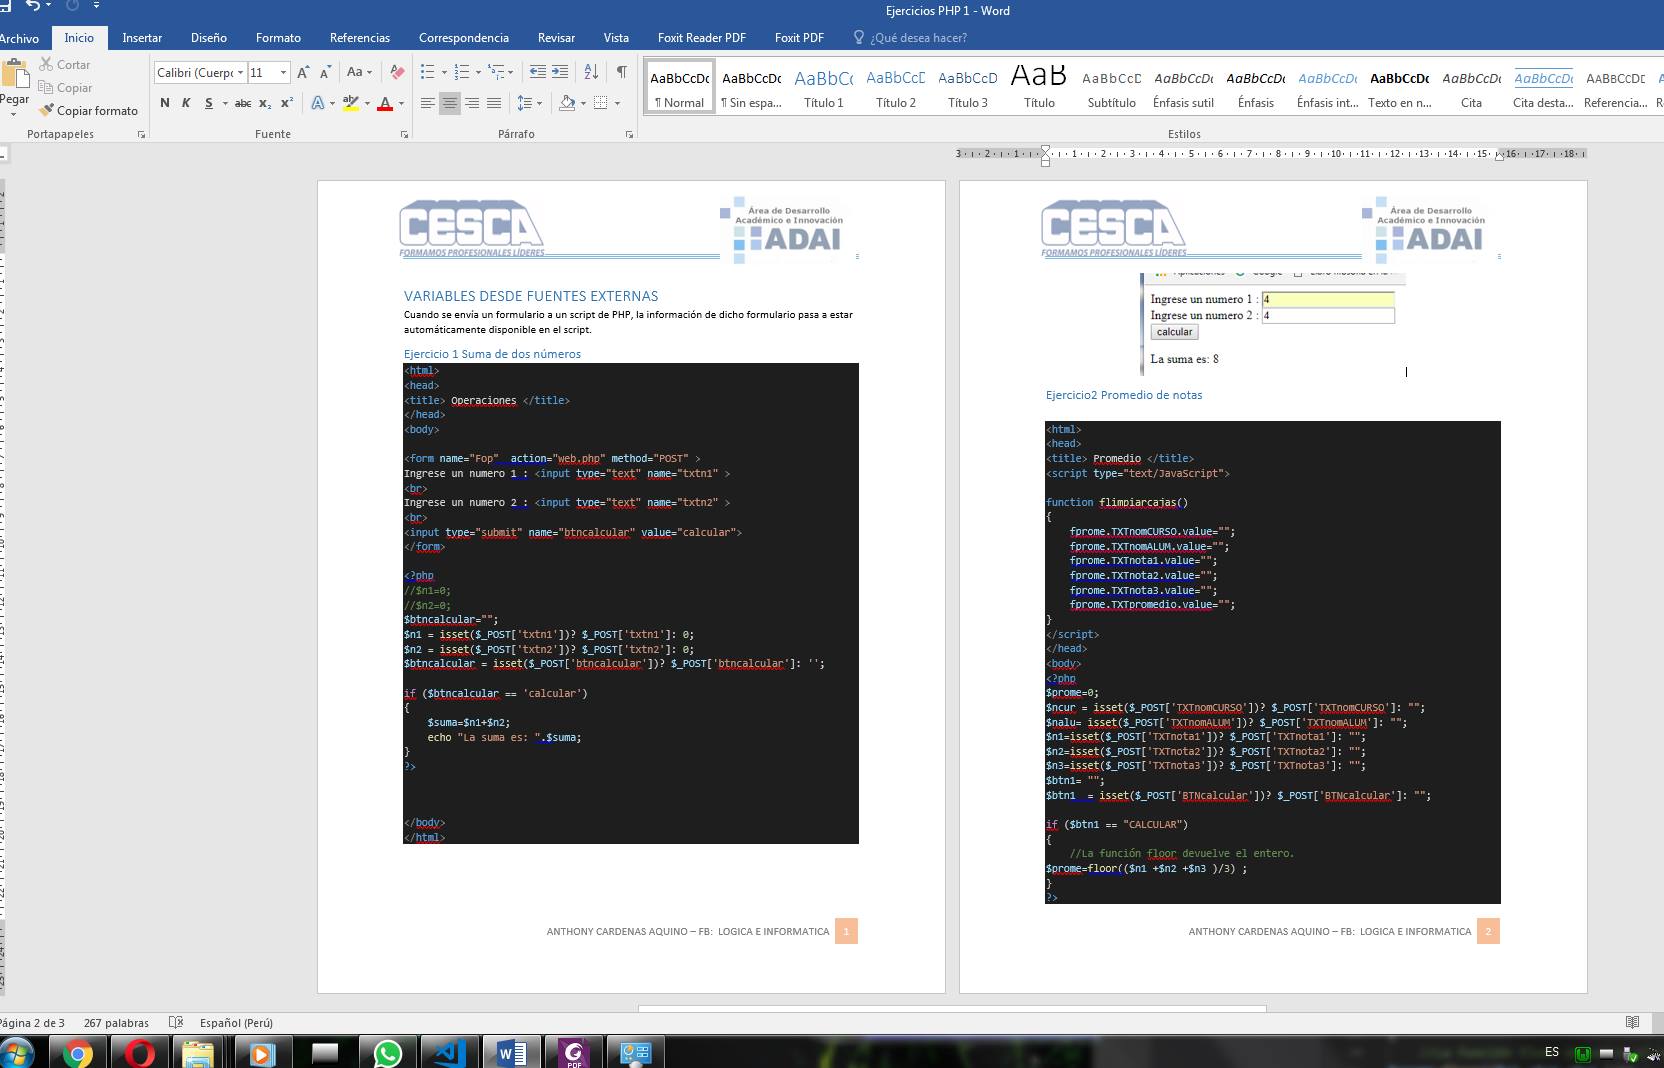 Ejercicios PHP 1 - Word
Archivo Inicio Insertar Diseño Formato Referencias Correspondencia Revisar Vista Foxit Reader PDF Foxit PDF ¿Qué desea hacer?
Pegar
Cortar
Copiar
Copiar formato
Portapapeles
Calibri (Cuerpo 11
N K S abc x₂ x²
Fuente
Párrafo
AaBbCcDc AaBbCcDc AaBbCc AaBbCcD AaBbCcD AaB AaBbCcD AaBbCcDc AaBbCcDc AaBbCcDc AaBbCcDc AaBbCcDc AaBbCcDc AABBCCDD
¶ Normal ¶ Sin espa... Título 1 Título 2 Título 3 Título Subtítulo Énfasis sutil Énfasis Énfasis int... Texto en n... Cita Cita desta... Referencia...
Estilos
CESCA
FORMAMOS PROFESIONALES LÍDERES
Área de Desarrollo
Académico e Innovación
ADAI
VARIABLES DESDE FUENTES EXTERNAS
Cuando se envía un formulario a un script de PHP, la información de dicho formulario pasa a estar
automáticamente disponible en el script.
Ejercicio 1 Suma de dos números
<html>
<head>
<title> Operaciones </title>
</head>
<body>
<form name="Fop"  action="web.php" method="POST" >
Ingrese un numero 1 : <input type="text" name="txtn1" >
<br>
Ingrese un numero 2 : <input type="text" name="txtn2" >
<br>
<input type="submit" name="btncalcular" value="calcular">
</form>
<?php
//$n1=0;
//$n2=0;
$btncalcular="";
$n1 = isset($_POST['txtn1'])? $_POST['txtn1']: 0;
$n2 = isset($_POST['txtn2'])? $_POST['txtn2']: 0;
$btncalcular = isset($_POST['btncalcular'])? $_POST['btncalcular']: '';
if ($btncalcular == 'calcular')
{
$suma=$n1+$n2;
echo "La suma es: ".$suma;
}
?>
</body>
</html>
ANTHONY CARDENAS AQUINO – FB: LOGICA E INFORMATICA 1
CESCA
FORMAMOS PROFESIONALES LÍDERES
Área de Desarrollo
Académico e Innovación
ADAI
Ingrese un numero 1 : 4
Ingrese un numero 2 : 4
calcular
La suma es: 8
Ejercicio2 Promedio de notas
<html>
<head>
<title> Promedio </title>
<script type="text/JavaScript">
function flimpiarcajas()
{
fprome.TXTnomCURSO.value="";
fprome.TXTnomALUM.value="";
fprome.TXTnota1.value="";
fprome.TXTnota2.value="";
fprome.TXTnota3.value="";
fprome.TXTpromedio.value="";
}
</script>
</head>
<body>
<?php
$prome=0;
$ncur = isset($_POST['TXTnomCURSO'])? $_POST['TXTnomCURSO']: "";
$nalu= isset($_POST['TXTnomALUM'])? $_POST['TXTnomALUM']: "";
$n1=isset($_POST['TXTnota1'])? $_POST['TXTnota1']: "";
$n2=isset($_POST['TXTnota2'])? $_POST['TXTnota2']: "";
$n3=isset($_POST['TXTnota3'])? $_POST['TXTnota3']: "";
$btn1= "";
$btn1  = isset($_POST['BTNcalcular'])? $_POST['BTNcalcular']: "";
if ($btn1 == "CALCULAR")
{
//La función floor devuelve el entero.
$prome=floor(($n1 +$n2 +$n3 )/3) ;
}
?>
ANTHONY CARDENAS AQUINO – FB: LOGICA E INFORMATICA 2
Página 2 de 3 267 palabras Español (Perú)
ES